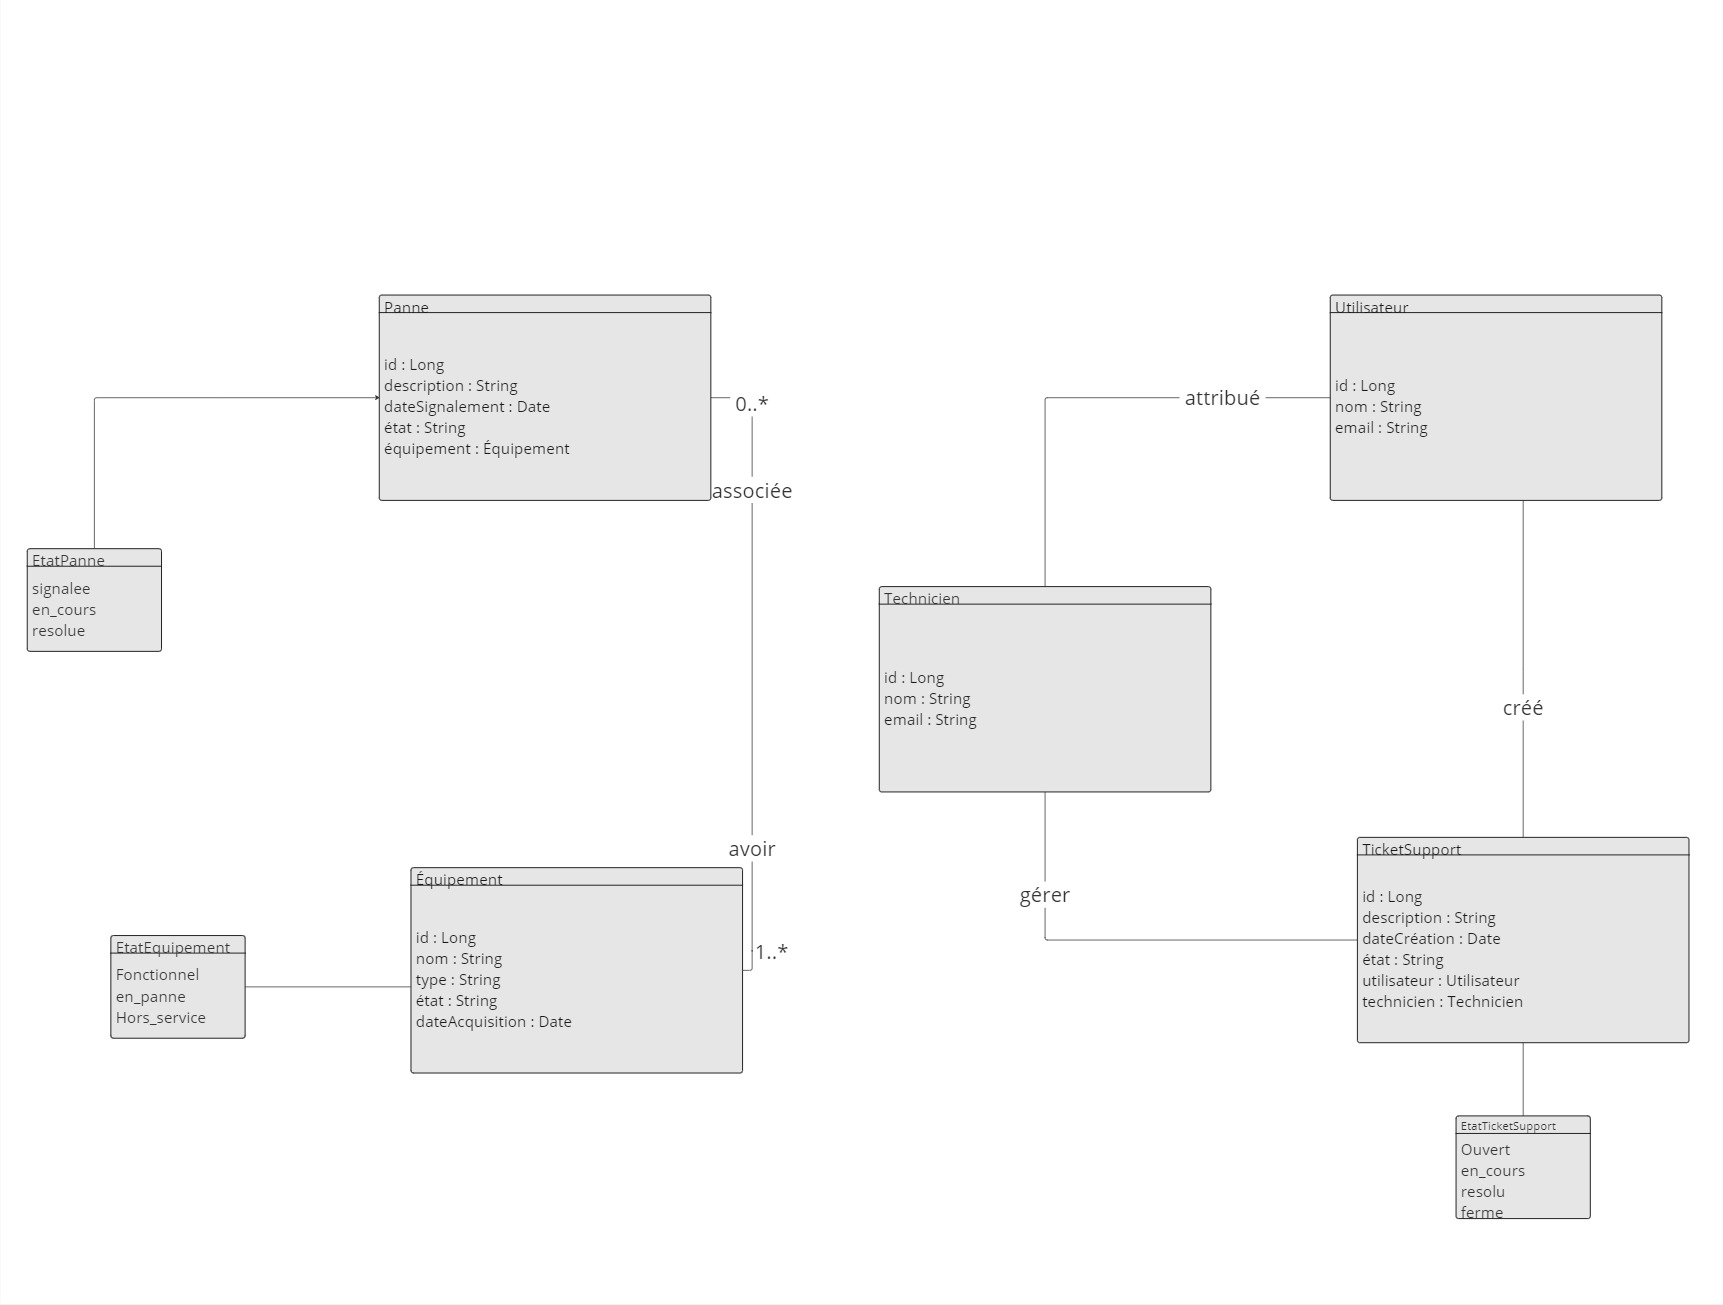 Panne
id : Long
description : String
dateSignalement : Date
état : String
équipement : Équipement
0..*
associée
EtatPanne
signalee
en_cours
resolue
avoir
1..*
Équipement
id : Long
nom : String
type : String
état : String
dateAcquisition : Date
EtatEquipement
Fonctionnel
en_panne
Hors_service
Utilisateur
id : Long
nom : String
email : String
attribué
Technicien
id : Long
nom : String
email : String
créé
gérer
TicketSupport
id : Long
description : String
dateCréation : Date
état : String
utilisateur : Utilisateur
technicien : Technicien
EtatTicketSupport
Ouvert
en_cours
resolu
ferme